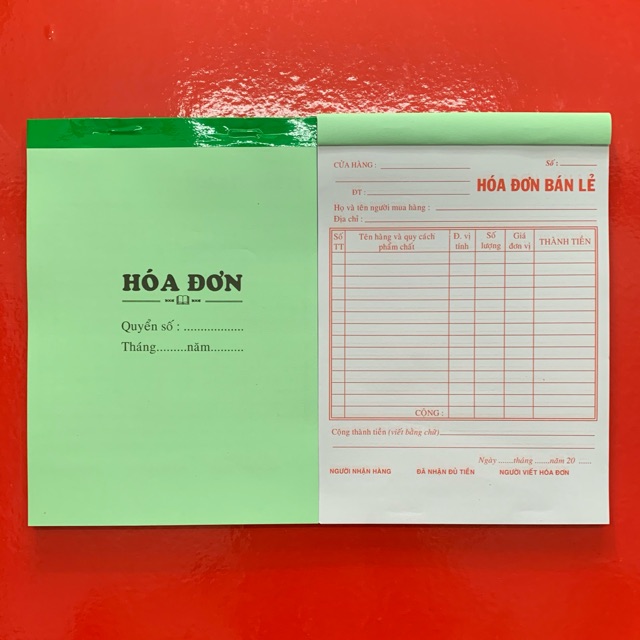 HÓA ĐƠN
Quyển số : ..................
Tháng.........năm..........
CỬA HÀNG :
Số :
HÓA ĐƠN BÁN LẺ
ĐT :
Họ và tên người mua hàng :
Địa chỉ :
Số TT
Tên hàng và quy cách phẩm chất
Đ. vị tính
Số lượng
Giá đơn vị
THÀNH TIỀN
CỘNG :
Cộng thành tiền (viết bằng chữ)
Ngày ......tháng ......năm 20 ......
NGƯỜI NHẬN HÀNG
ĐÃ NHẬN ĐỦ TIỀN
NGƯỜI VIẾT HÓA ĐƠN